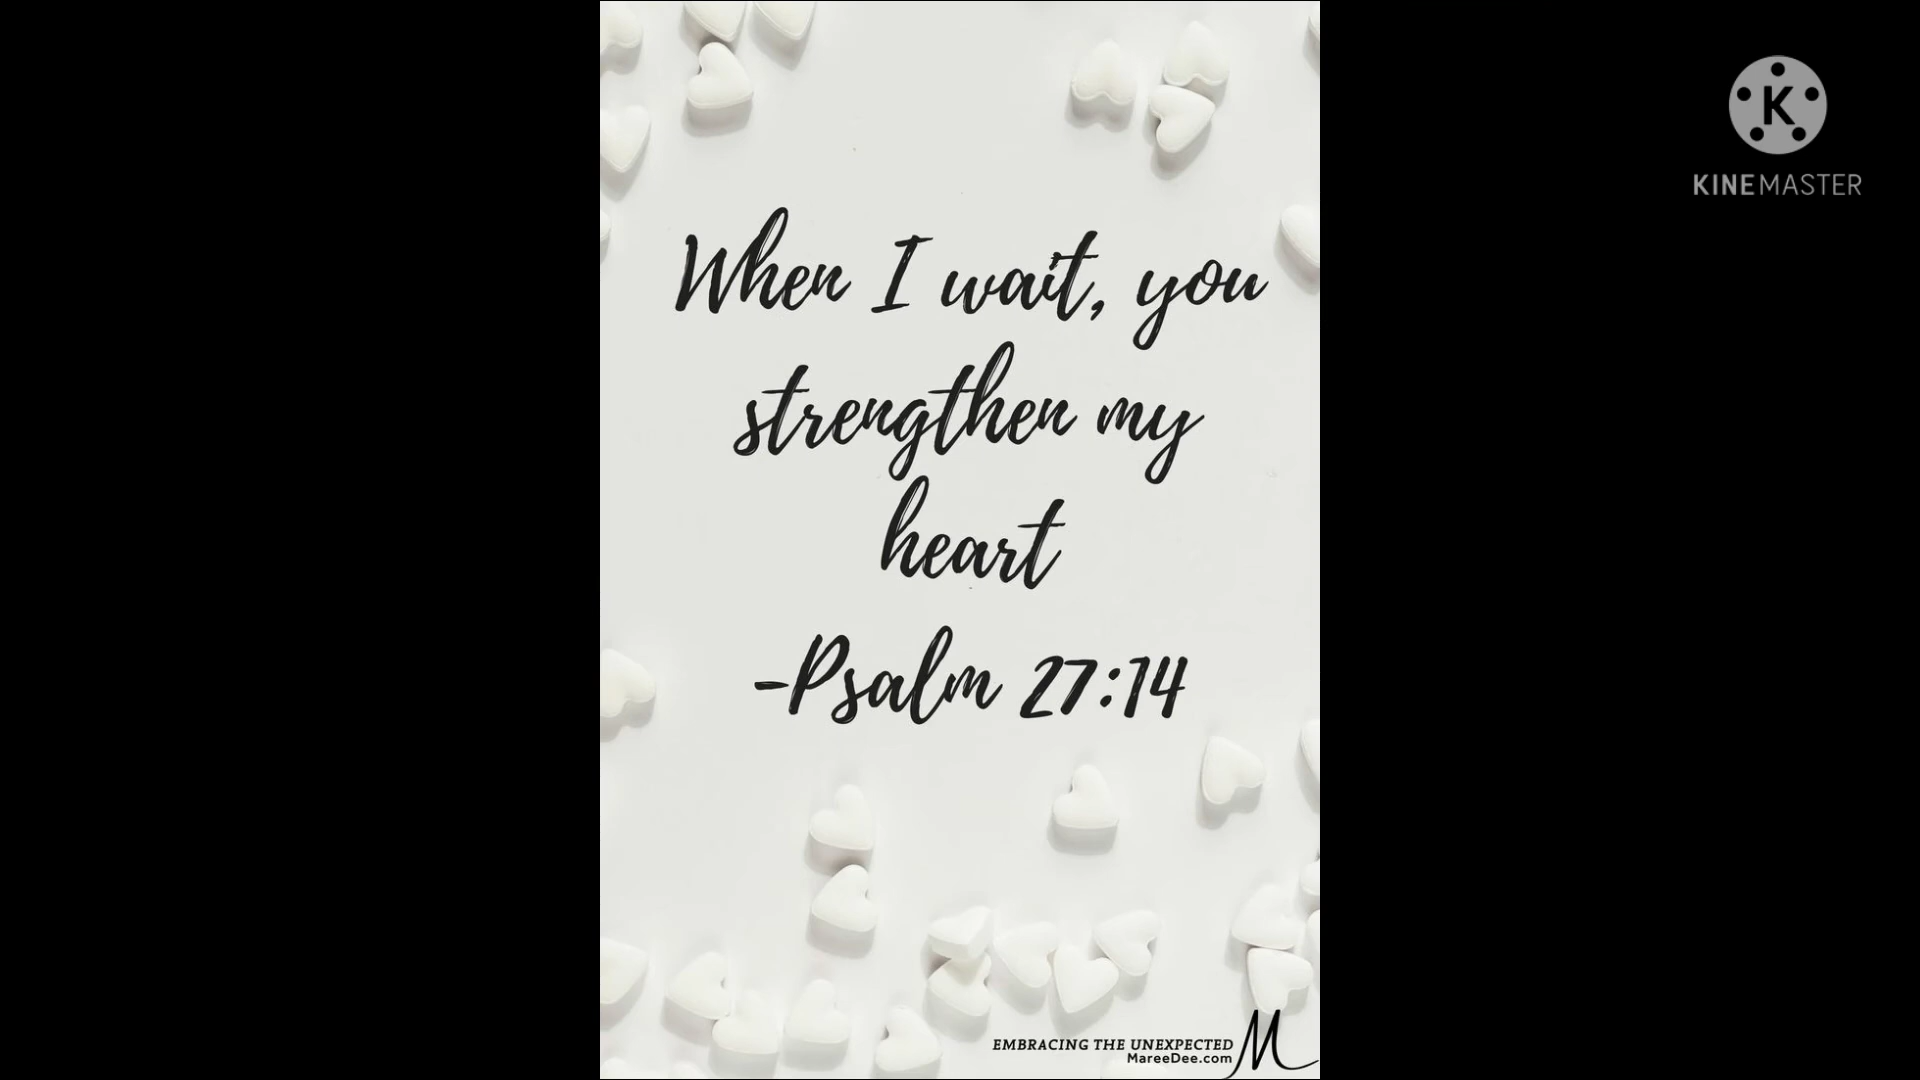 When I wait, you
strengthen my
heart
-Psalm 27:14
EMBRACING THE UNEXPECTED
MareeDee.com
M
K
KINEMASTER